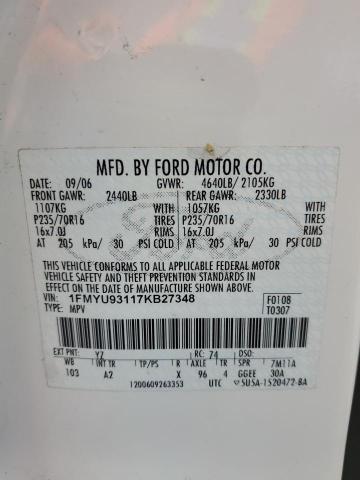 MFD. BY FORD MOTOR CO.
DATE: 09/06 GVWR: 4640LB/ 2105KG
FRONT GAWR: 2440LB REAR GAWR: 2330LB
1107KG WITH 1057KG WITH
P235/70R16 TIRES P235/70R16 TIRES
16x7.0J RIMS 16x7.0J RIMS
AT 205 kPa/ 30 PSI COLD AT 205 kPa/ 30 PSI COLD
THIS VEHICLE CONFORMS TO ALL APPLICABLE FEDERAL MOTOR
VEHICLE SAFETY AND THEFT PREVENTION STANDARDS IN
EFFECT ON THE DATE OF MANUFACTURE SHOWN ABOVE.
VIN: 1FMYU93117KB27348 F0108
TYPE: MPV T0307
EXT PNT: YZ RC: 74 DSO:
WB INT TR TP/PS R AXLE TR SPR 7M11A
103 A2 X 96 4 GGEE 30A
1200609263353 UTC 5U5A-1520472-BA